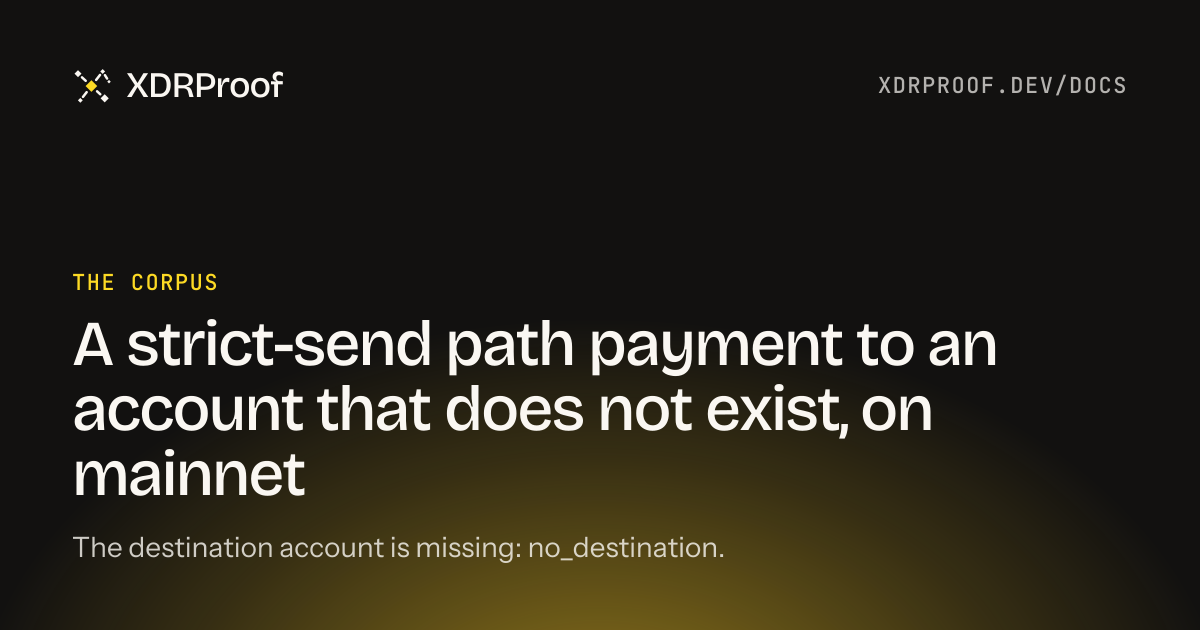 XDRProof
XDRPROOF.DEV/DOCS
THE CORPUS
A strict-send path payment to an
account that does not exist, on
mainnet
The destination account is missing: no_destination.